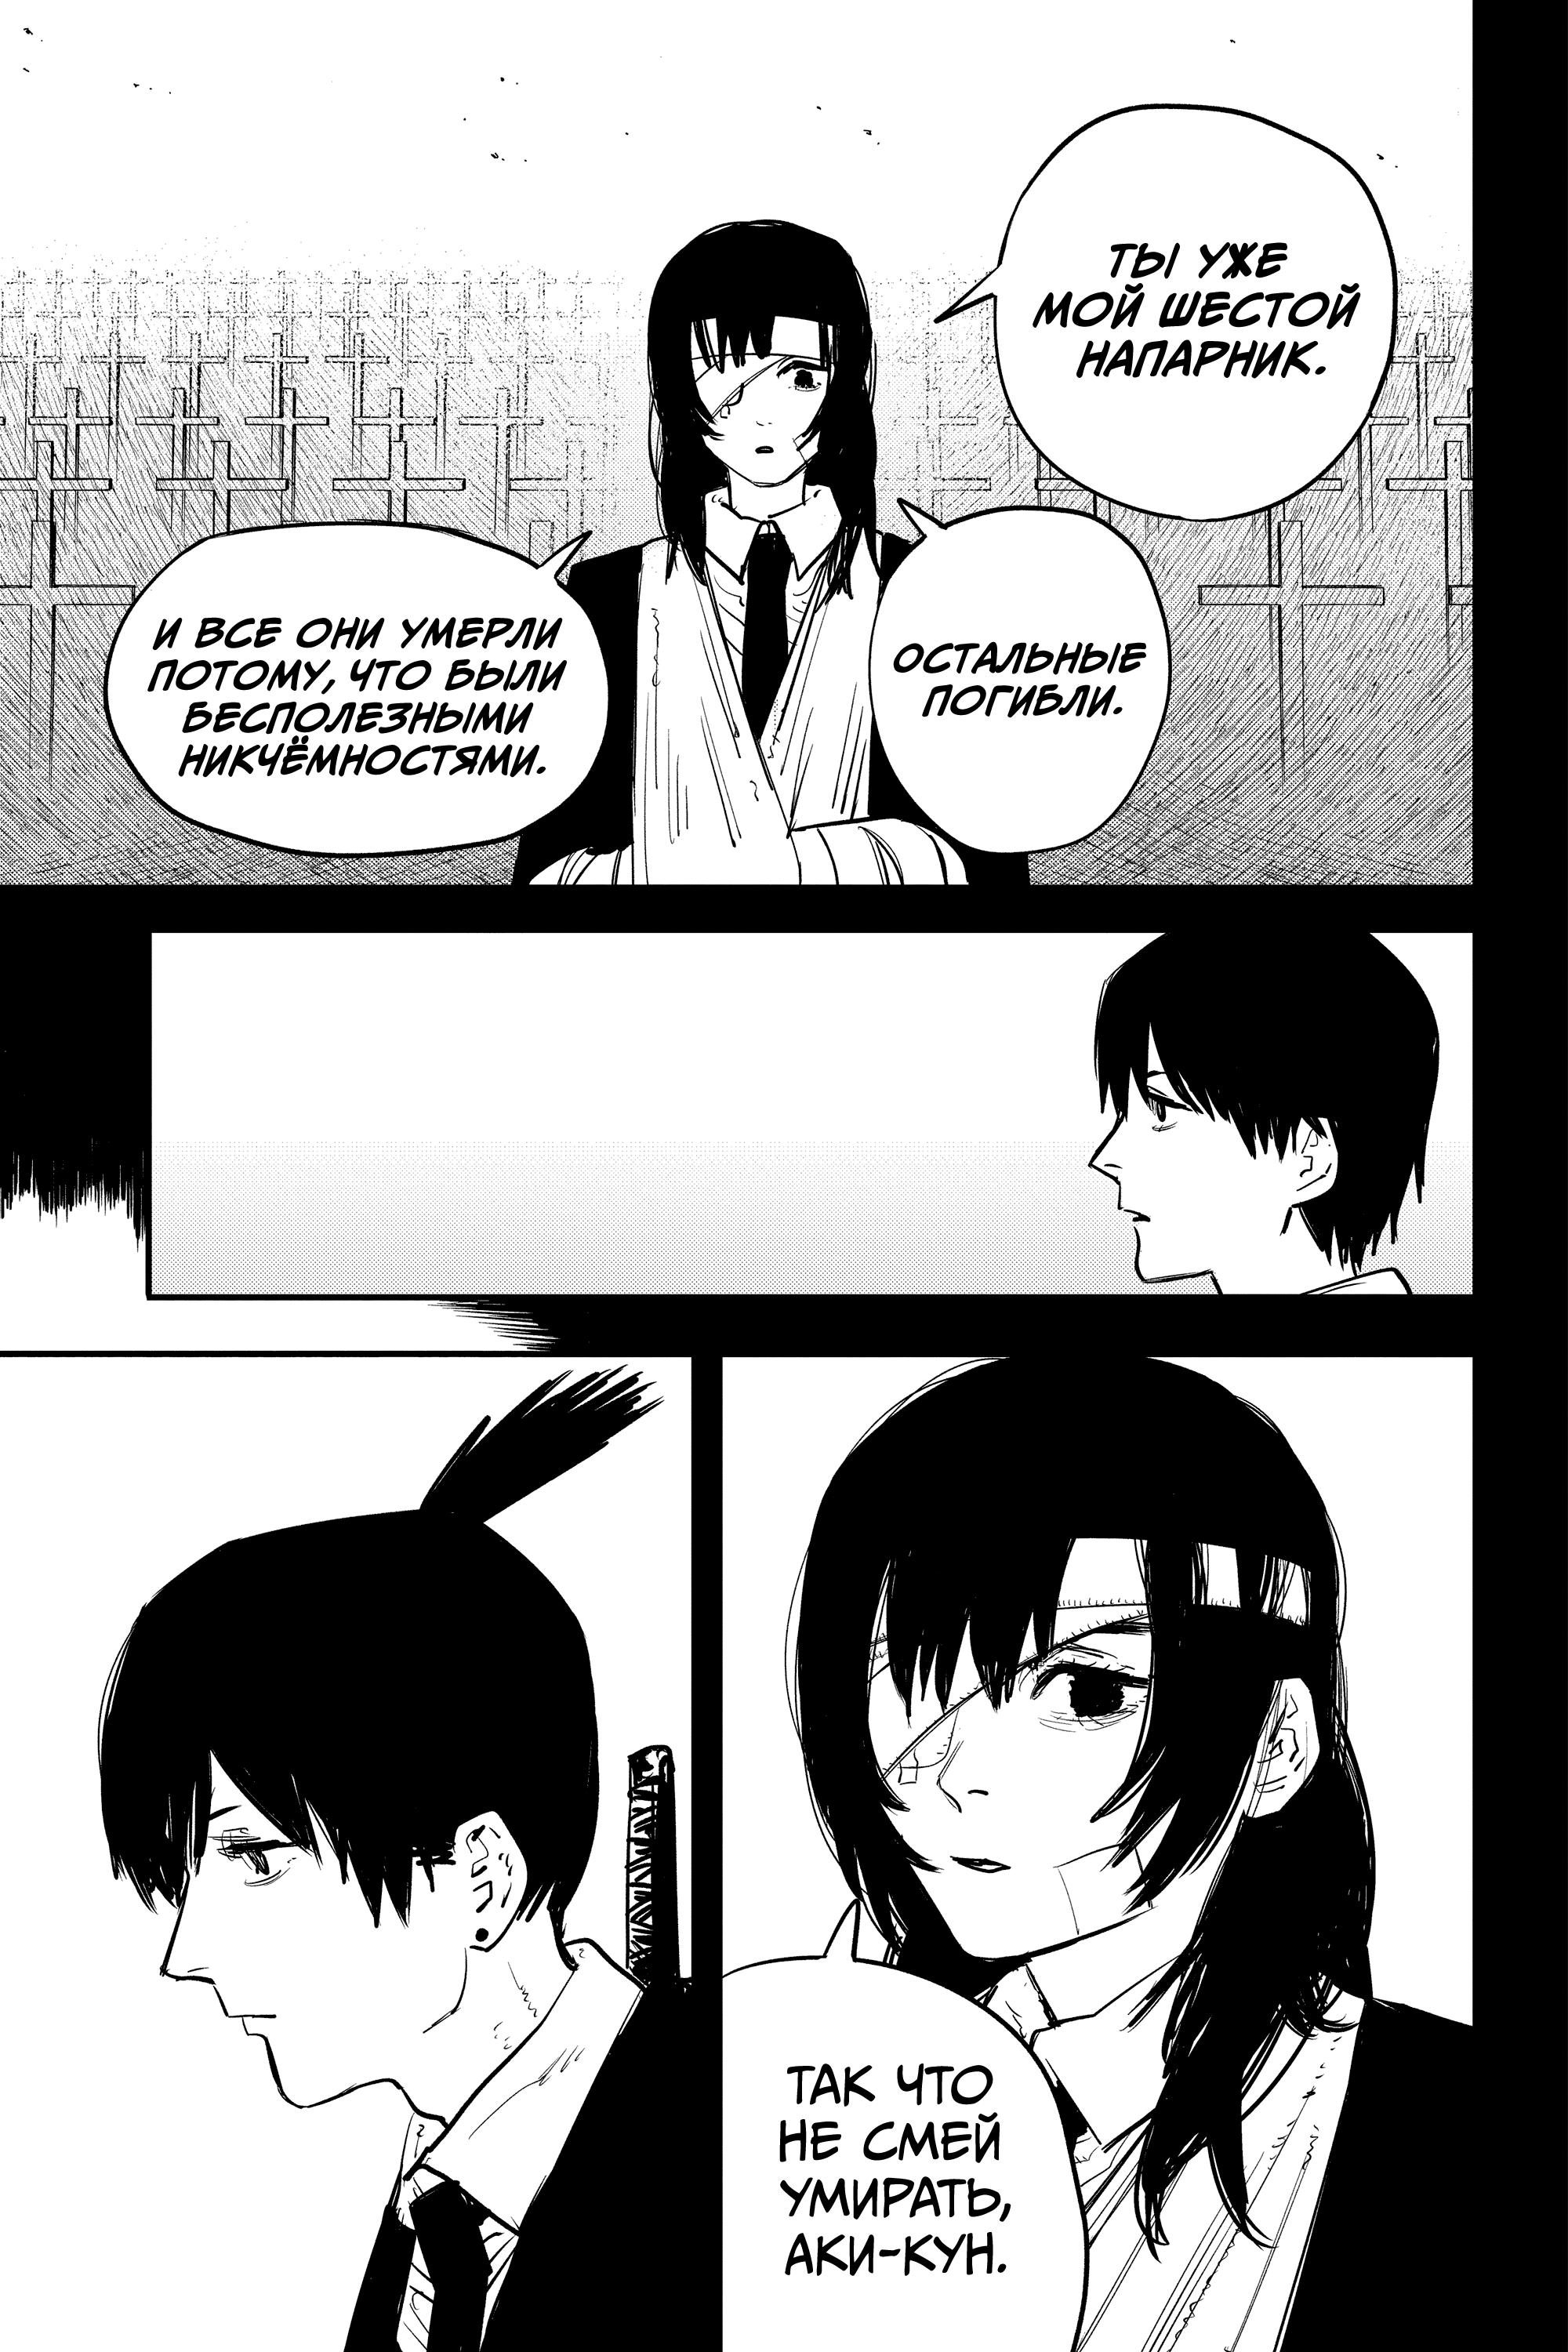 ТЫ УЖЕ
МОЙ ШЕСТОЙ
НАПАРНИК.
ОСТАЛЬНЫЕ
ПОГИБЛИ.
И ВСЕ ОНИ УМЕРЛИ
ПОТОМУ, ЧТО БЫЛИ
БЕСПОЛЕЗНЫМИ
НИКЧЁМНОСТЯМИ.
ТАК ЧТО
НЕ СМЕЙ
УМИРАТЬ,
АКИ-КУН.